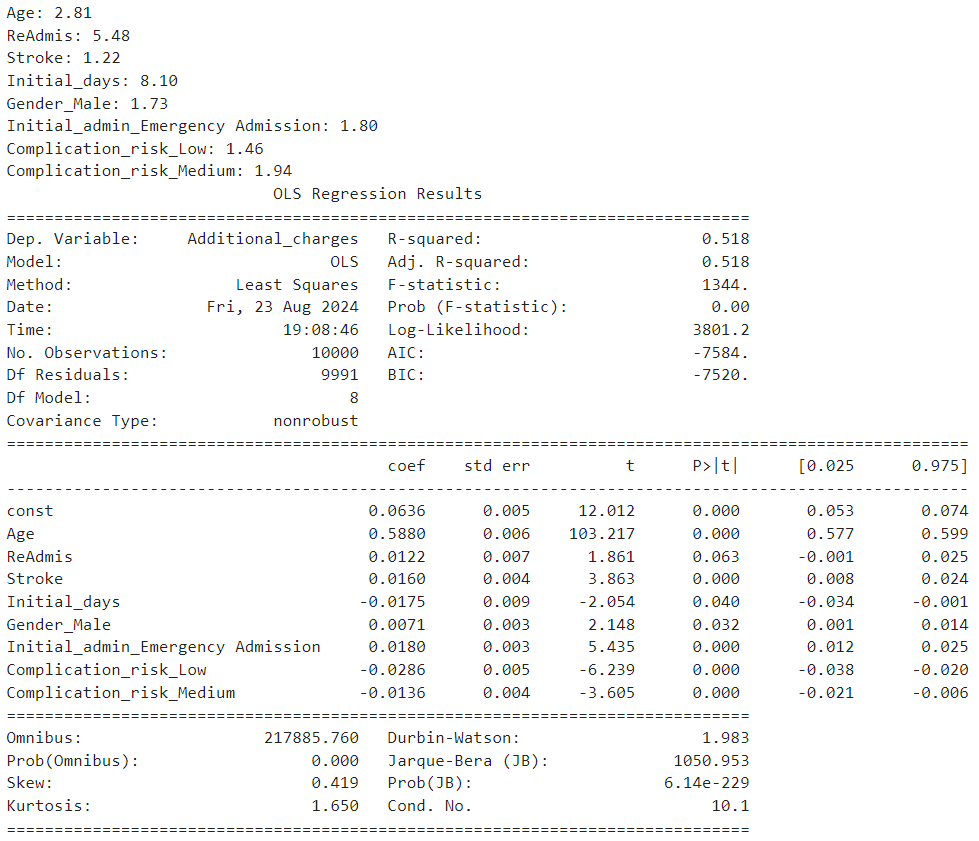 Age: 2.81
ReAdmis: 5.48
Stroke: 1.22
Initial_days: 8.10
Gender_Male: 1.73
Initial_admin_Emergency Admission: 1.80
Complication_risk_Low: 1.46
Complication_risk_Medium: 1.94
                            OLS Regression Results
==============================================================================
Dep. Variable:     Additional_charges   R-squared:                       0.518
Model:                            OLS   Adj. R-squared:                  0.518
Method:                 Least Squares   F-statistic:                     1344.
Date:                Fri, 23 Aug 2024   Prob (F-statistic):               0.00
Time:                        19:08:46   Log-Likelihood:                 3801.2
No. Observations:               10000   AIC:                            -7584.
Df Residuals:                    9991   BIC:                            -7520.
Df Model:                           8
Covariance Type:            nonrobust
=====================================================================================================
                                        coef    std err          t      P>|t|      [0.025      0.975]
-----------------------------------------------------------------------------------------------------
const                                 0.0636      0.005     12.012      0.000       0.053       0.074
Age                                   0.5880      0.006    103.217      0.000       0.577       0.599
ReAdmis                               0.0122      0.007      1.861      0.063      -0.001       0.025
Stroke                                0.0160      0.004      3.863      0.000       0.008       0.024
Initial_days                         -0.0175      0.009     -2.054      0.040      -0.034      -0.001
Gender_Male                           0.0071      0.003      2.148      0.032       0.001       0.014
Initial_admin_Emergency Admission     0.0180      0.003      5.435      0.000       0.012       0.025
Complication_risk_Low                -0.0286      0.005     -6.239      0.000      -0.038      -0.020
Complication_risk_Medium             -0.0136      0.004     -3.605      0.000      -0.021      -0.006
==============================================================================
Omnibus:                   217885.760   Durbin-Watson:                   1.983
Prob(Omnibus):                  0.000   Jarque-Bera (JB):             1050.953
Skew:                           0.419   Prob(JB):                    6.14e-229
Kurtosis:                       1.650   Cond. No.                         10.1
==============================================================================